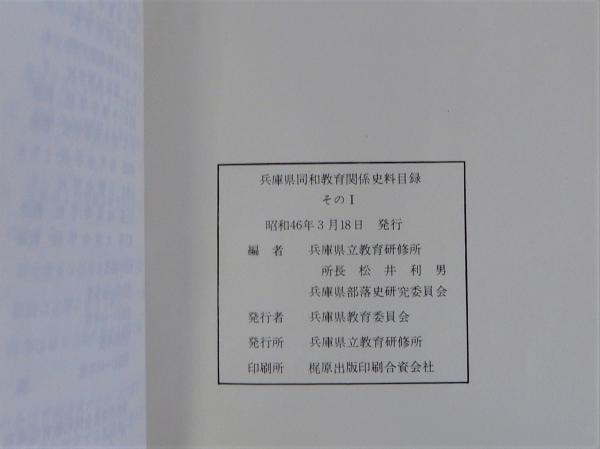 兵庫県同和教育関係史料目録
そのⅠ
昭和46年3月18日　発行
編　者　兵庫県立教育研修所
所長　松　井　利　男
兵庫県部落史研究委員会
発行者　兵庫県教育委員会
発行所　兵庫県立教育研修所
印刷所　梶原出版印刷合資会社